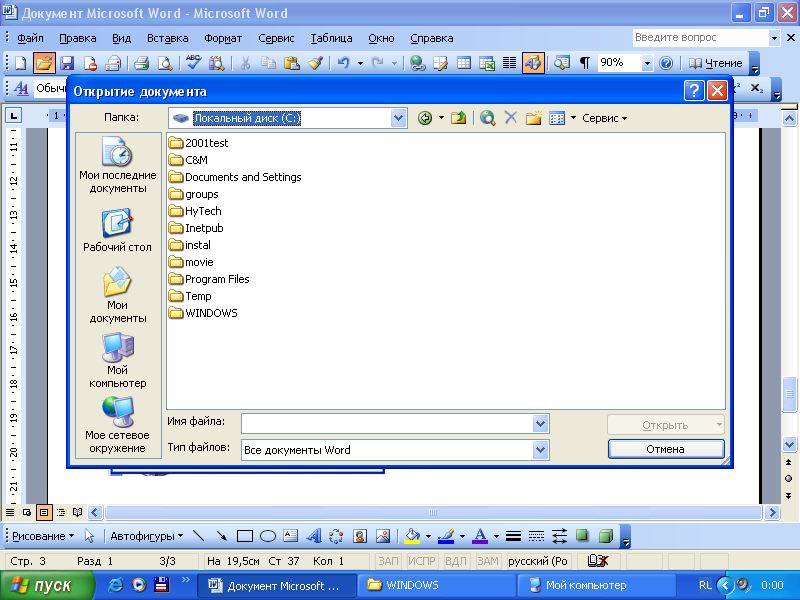 Документ Microsoft Word - Microsoft Word
Файл Правка Вид Вставка Формат Сервис Таблица Окно Справка Введите вопрос
90% Чтение
Обыч
Открытие документа
Папка: Локальный диск (C:) Сервис
Мои последние документы
Рабочий стол
Мои документы
Мой компьютер
Мое сетевое окружение
2001test
C&M
Documents and Settings
groups
HyTech
Inetpub
instal
movie
Program Files
Temp
WINDOWS
Имя файла: Открыть
Тип файлов: Все документы Word Отмена
Рисование Автофигуры
Стр. 3 Разд 1 3/3 На 19,5см Ст 37 Кол 1 ЗАП ИСПР ВДЛ ЗАМ русский (Ро
пуск Документ Microsoft ... WINDOWS Мой компьютер RL 0:00